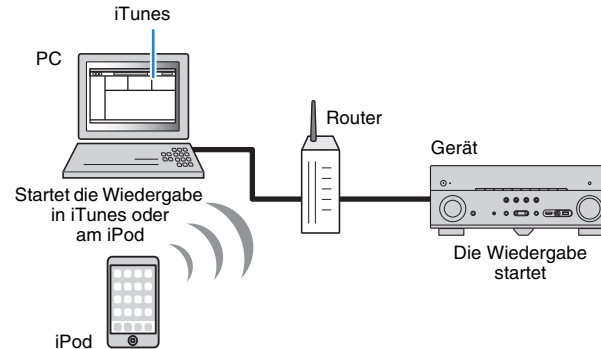 iTunes
PC
Router
Gerät
Startet die Wiedergabe
in iTunes oder
am iPod
Die Wiedergabe
startet
iPod